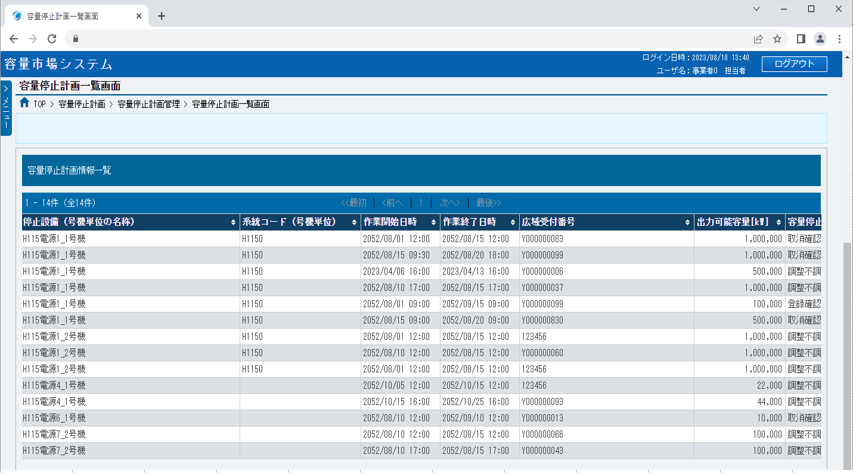 容量停止計画一覧画面
容量市場システム
ログイン日時：2023/08/18 13:40
ユーザ名：事業者0 担当者
ログアウト
メニュー
容量停止計画一覧画面
TOP > 容量停止計画 > 容量停止計画管理 > 容量停止計画一覧画面
容量停止計画情報一覧
1 - 14件（全14件） <<最初 | <前へ | 1 | 次へ> | 最後>>
停止設備（号機単位の名称） 系統コード（号機単位） 作業開始日時 作業終了日時 広域受付番号 出力可能容量[kW] 容量停止
H115電源1_1号機 H1150 2052/08/01 12:00 2052/08/15 12:00 Y000000083 1,000,000 取消確認
H115電源1_1号機 H1150 2052/08/15 09:30 2052/08/20 18:00 Y000000099 1,000,000 取消確認
H115電源1_1号機 H1150 2023/04/06 16:00 2023/04/13 16:00 Y000000006 500,000 調整不調
H115電源1_1号機 H1150 2052/08/10 17:00 2052/08/15 17:00 Y000000037 1,000,000 調整不調
H115電源1_1号機 H1150 2052/08/01 09:00 2052/09/15 09:00 Y000000099 100,000 登録確認
H115電源1_1号機 H1150 2052/08/15 09:00 2052/08/20 09:00 Y000000830 500,000 取消確認
H115電源1_2号機 H1150 2052/08/01 12:00 2052/08/15 12:00 123456 1,000,000 調整不調
H115電源1_2号機 H1150 2052/08/10 12:00 2052/08/15 12:00 Y000000060 1,000,000 調整不調
H115電源1_2号機 H1150 2052/08/01 12:00 2052/08/15 12:00 123456 1,000,000 調整不調
H115電源4_1号機 2052/10/05 12:00 2052/10/15 12:00 123456 22,000 調整不調
H115電源4_1号機 2052/10/15 16:00 2052/10/25 16:00 Y000000093 44,000 調整不調
H115電源6_1号機 2052/08/10 12:00 2052/09/10 12:00 Y000000013 10,000 取消確認
H115電源7_2号機 2052/08/10 12:00 2052/08/15 12:00 Y000000066 100,000 調整不調
H115電源7_2号機 2052/08/10 17:00 2052/08/15 17:00 Y000000043 100,000 調整不調